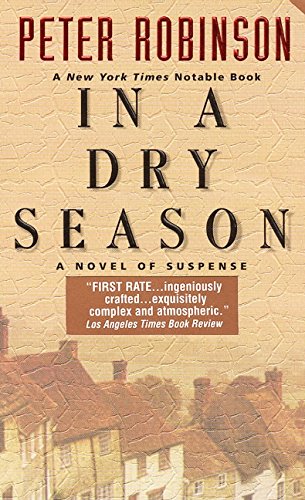 PETER ROBINSON
A New York Times Notable Book
IN A
DRY
SEASON
A NOVEL OF SUSPENSE
"FIRST RATE...ingeniously
crafted...exquisitely
complex and atmospheric."
Los Angeles Times Book Review